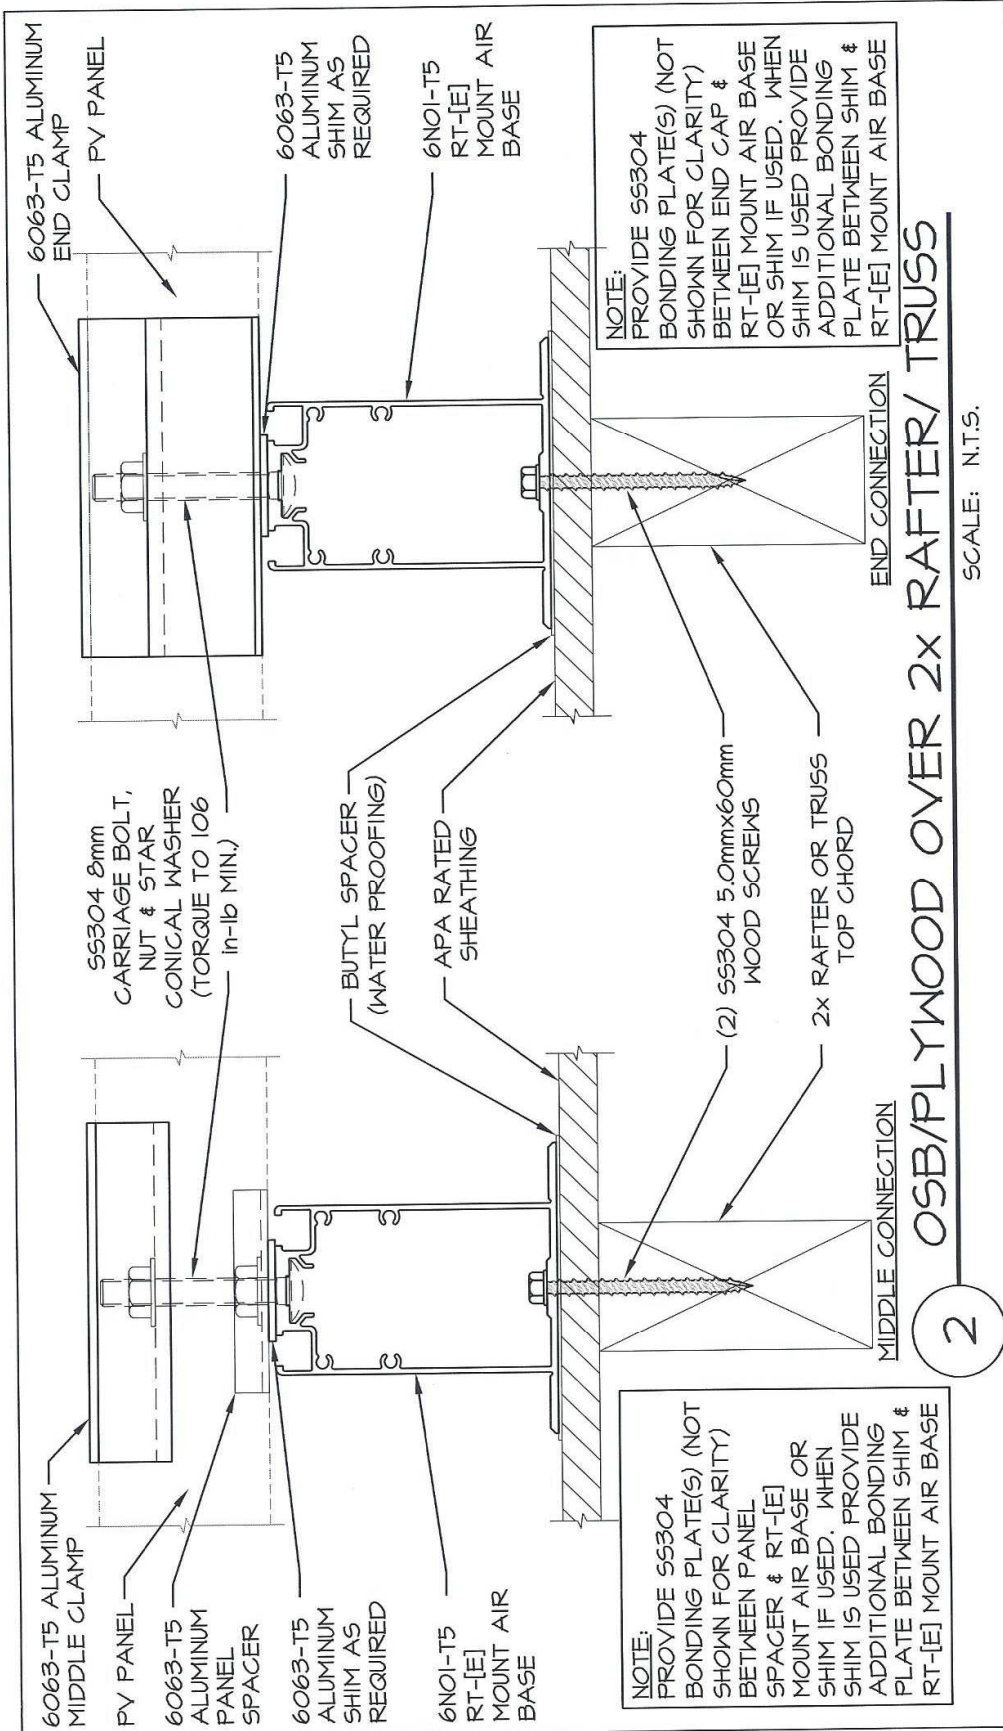 6063-T5 ALUMINUM
MIDDLE CLAMP
PV PANEL
6063-T5
ALUMINUM
PANEL
SPACER
6063-T5
ALUMINUM
SHIM AS
REQUIRED
6N01-T5
RT-[E]
MOUNT AIR
BASE
NOTE:
PROVIDE SS304
BONDING PLATE(S) (NOT
SHOWN FOR CLARITY)
BETWEEN PANEL
SPACER & RT-[E]
MOUNT AIR BASE OR
SHIM IF USED. WHEN
SHIM IS USED PROVIDE
ADDITIONAL BONDING
PLATE BETWEEN SHIM &
RT-[E] MOUNT AIR BASE
SS304 8mm
CARRIAGE BOLT,
NUT & STAR
CONICAL WASHER
(TORQUE TO 106
in-lb MIN.)
BUTYL SPACER
(WATER PROOFING)
APA RATED
SHEATHING
(2) SS304 5.0mmx60mm
WOOD SCREWS
2x RAFTER OR TRUSS
TOP CHORD
MIDDLE CONNECTION
6063-T5 ALUMINUM
END CLAMP
PV PANEL
6063-T5
ALUMINUM
SHIM AS
REQUIRED
6N01-T5
RT-[E]
MOUNT AIR
BASE
NOTE:
PROVIDE SS304
BONDING PLATE(S) (NOT
SHOWN FOR CLARITY)
BETWEEN END CAP &
RT-[E] MOUNT AIR BASE
OR SHIM IF USED. WHEN
SHIM IS USED PROVIDE
ADDITIONAL BONDING
PLATE BETWEEN SHIM &
RT-[E] MOUNT AIR BASE
END CONNECTION
2
OSB/PLYWOOD OVER 2x RAFTER/ TRUSS
SCALE: N.T.S.